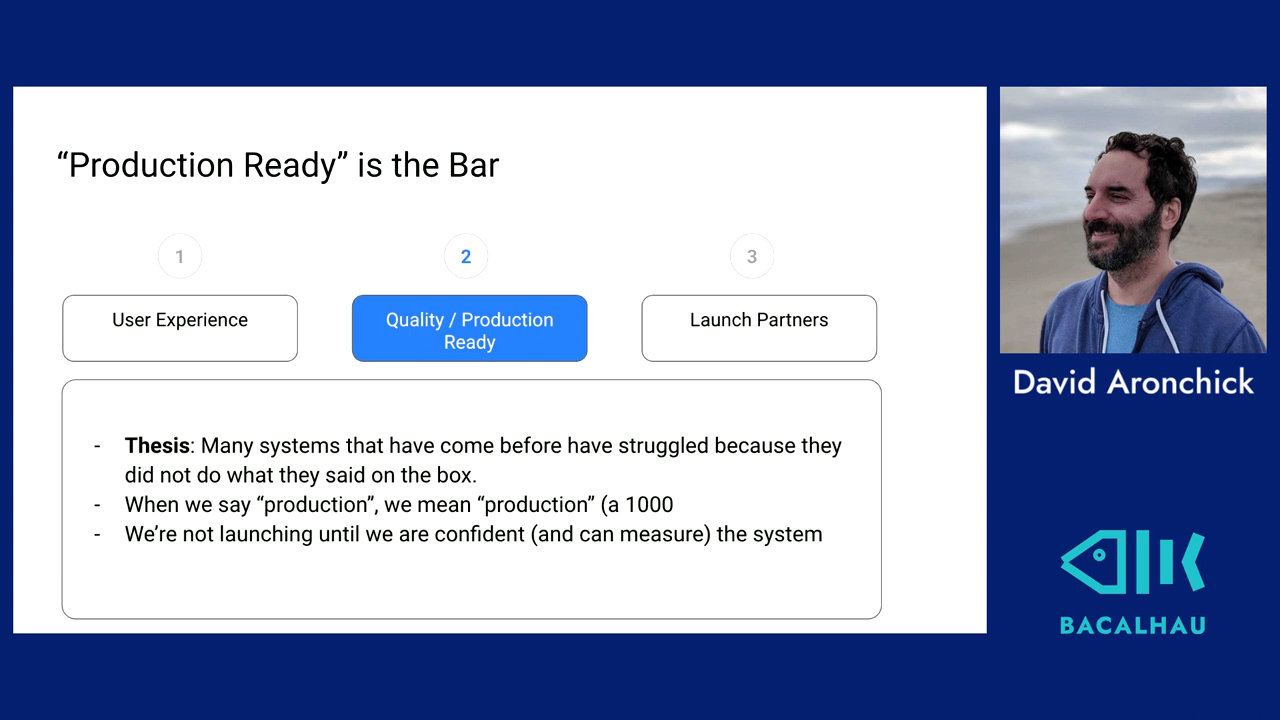 “Production Ready” is the Bar
1
2
3
User Experience
Quality / Production
Ready
Launch Partners
- Thesis: Many systems that have come before have struggled because they
did not do what they said on the box.
- When we say “production”, we mean “production” (a 1000
- We’re not launching until we are confident (and can measure) the system
David Aronchick
BACALHAU